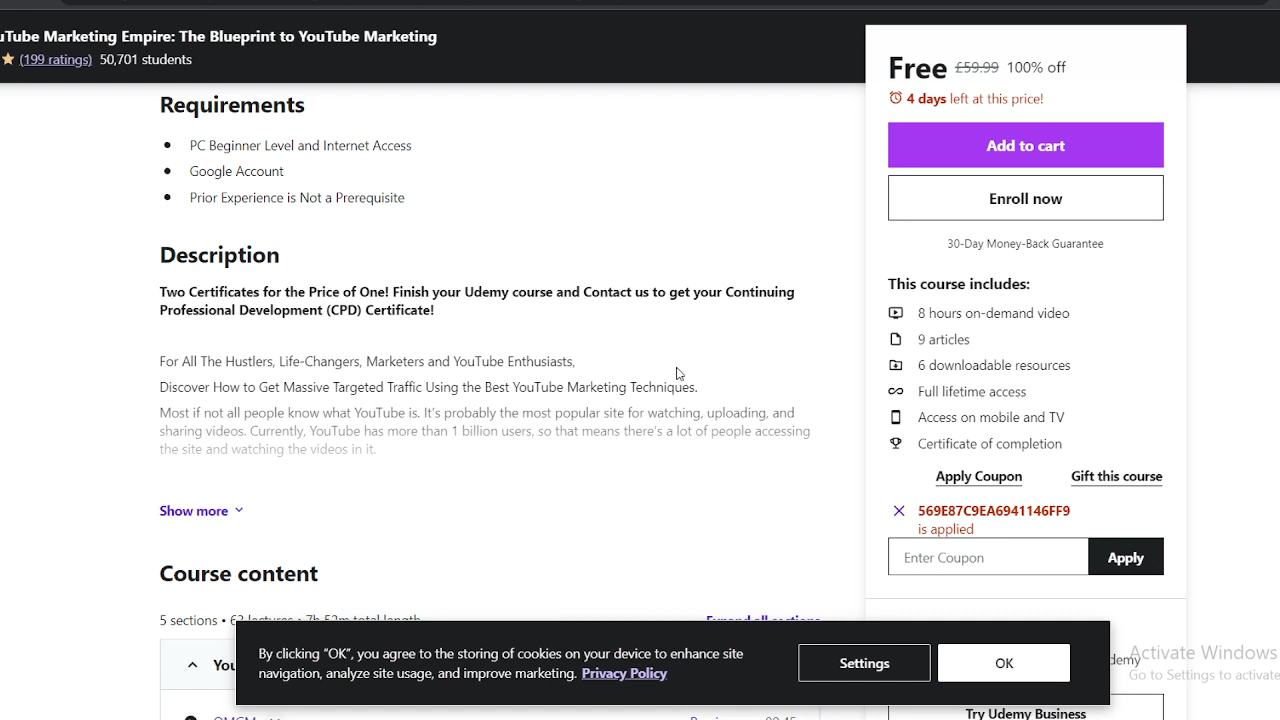 Tube Marketing Empire: The Blueprint to YouTube Marketing
(199 ratings) 50,701 students
Requirements
PC Beginner Level and Internet Access
Google Account
Prior Experience is Not a Prerequisite
Description
Two Certificates for the Price of One! Finish your Udemy course and Contact us to get your Continuing
Professional Development (CPD) Certificate!
For All The Hustlers, Life-Changers, Marketers and YouTube Enthusiasts,
Discover How to Get Massive Targeted Traffic Using the Best YouTube Marketing Techniques.
Most if not all people know what YouTube is. It's probably the most popular site for watching, uploading, and
sharing videos. Currently, YouTube has more than 1 billion users, so that means there's a lot of people accessing
the site and watching the videos in it.
Show more
Course content
5 sections •
Free £59.99 100% off
4 days left at this price!
Add to cart
Enroll now
30-Day Money-Back Guarantee
This course includes:
8 hours on-demand video
9 articles
6 downloadable resources
Full lifetime access
Access on mobile and TV
Certificate of completion
Apply Coupon Gift this course
569E87C9EA6941146FF9
is applied
Enter Coupon Apply
By clicking "OK", you agree to the storing of cookies on your device to enhance site
navigation, analyze site usage, and improve marketing. Privacy Policy
Settings OK
Activate Windows
Go to Settings to activate
Try Udemy Business